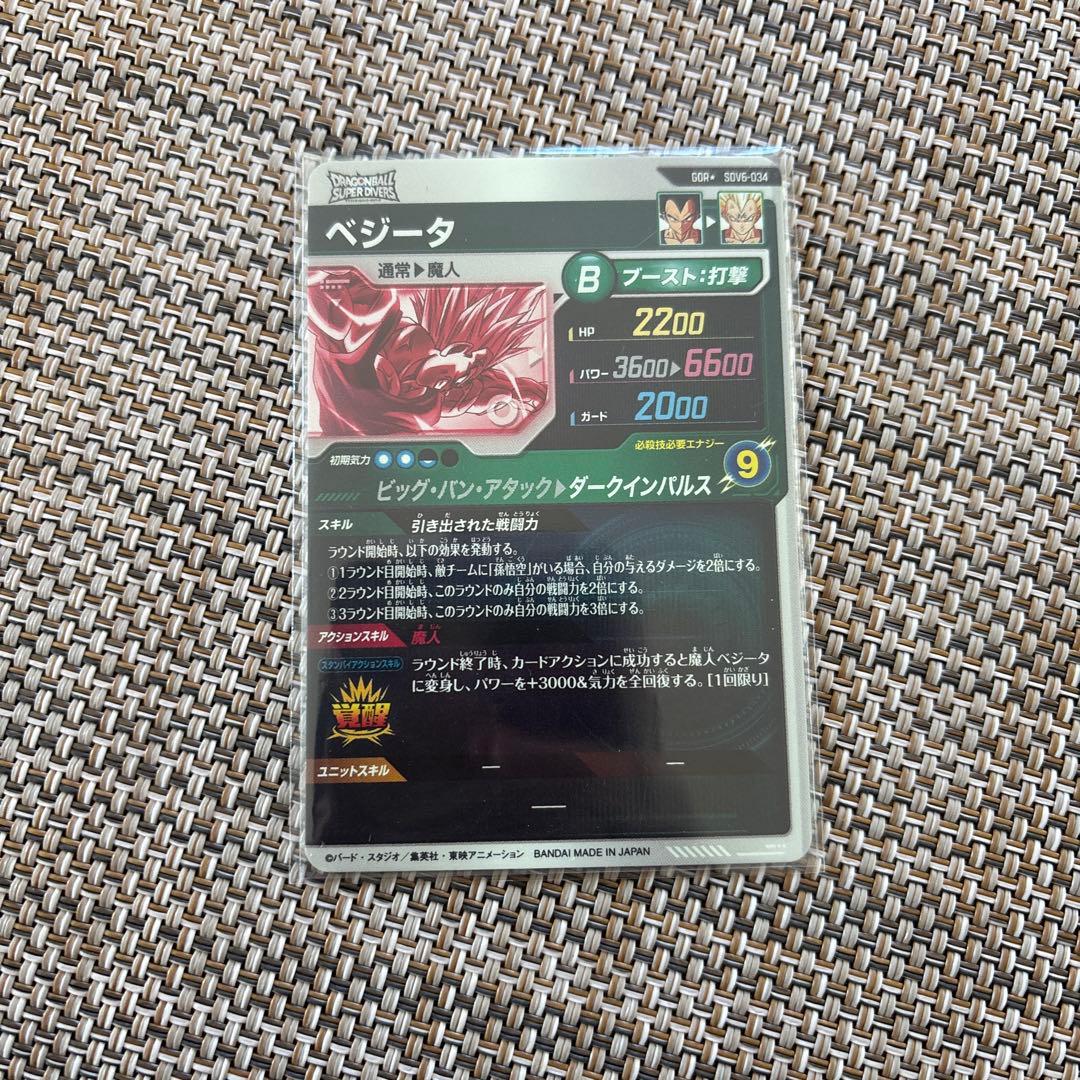 DRAGONBALL
SUPER DIVERS
GDR★ SDV6-034
ベジータ
通常▶魔人
B ブースト:打撃
HP 2200
パワー 3600▶6600
ガード 2000
必殺技必要エナジー
初期気力
9
ビッグ・バン・アタック▷ダークインパルス
スキル 引き出された戦闘力
ラウンド開始時、以下の効果を発動する。
①1ラウンド目開始時、敵チームに「孫悟空」がいる場合、自分の与えるダメージを2倍にする。
②2ラウンド目開始時、このラウンドのみ自分の戦闘力を2倍にする。
③3ラウンド目開始時、このラウンドのみ自分の戦闘力を3倍にする。
アクションスキル 魔人
スタンバイアクションスキル
ラウンド終了時、カードアクションに成功すると魔人ベジータ
に変身し、パワーを+3000&気力を全回復する。[1回限り]
覚醒
ユニットスキル ― ―
―
©バード・スタジオ/集英社・東映アニメーション BANDAI MADE IN JAPAN